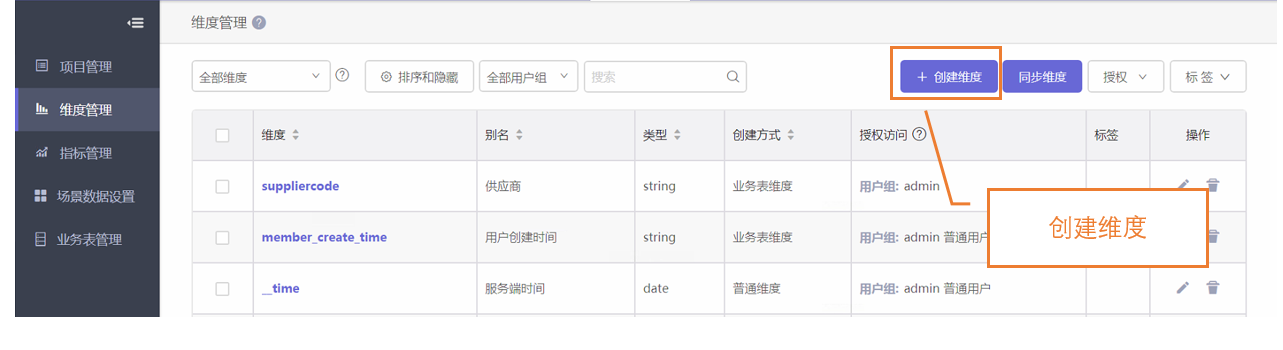 维度管理 ?
项目管理
维度管理
指标管理
场景数据设置
业务表管理
全部维度 ? 排序和隐藏 全部用户组 搜索 + 创建维度 同步维度 授权 标签
维度 别名 类型 创建方式 授权访问 ? 标签 操作
suppliercode 供应商 string 业务表维度 用户组: admin
member_create_time 用户创建时间 string 业务表维度 用户组: admin 普通用户
__time 服务端时间 date 普通维度 用户组: admin 普通用户
创建维度